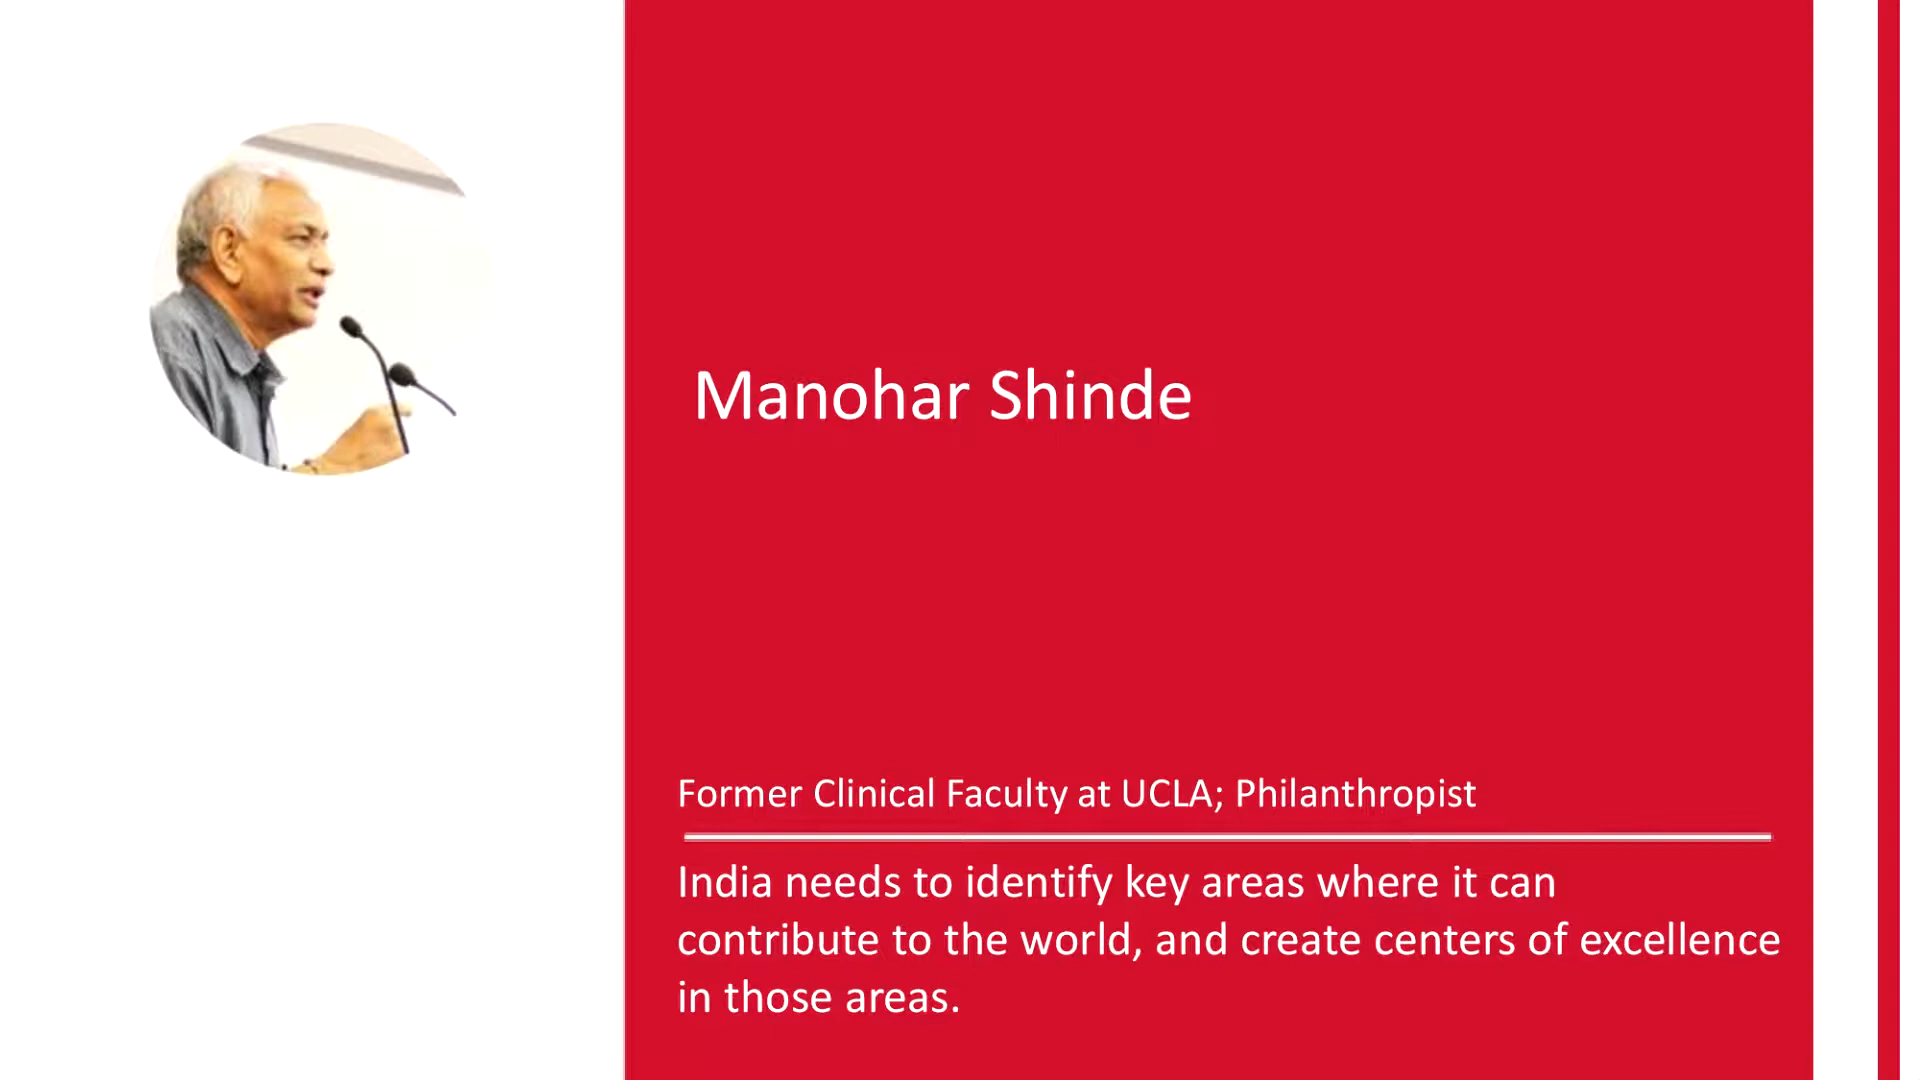 Manohar Shinde
Former Clinical Faculty at UCLA; Philanthropist
India needs to identify key areas where it can
contribute to the world, and create centers of excellence
in those areas.